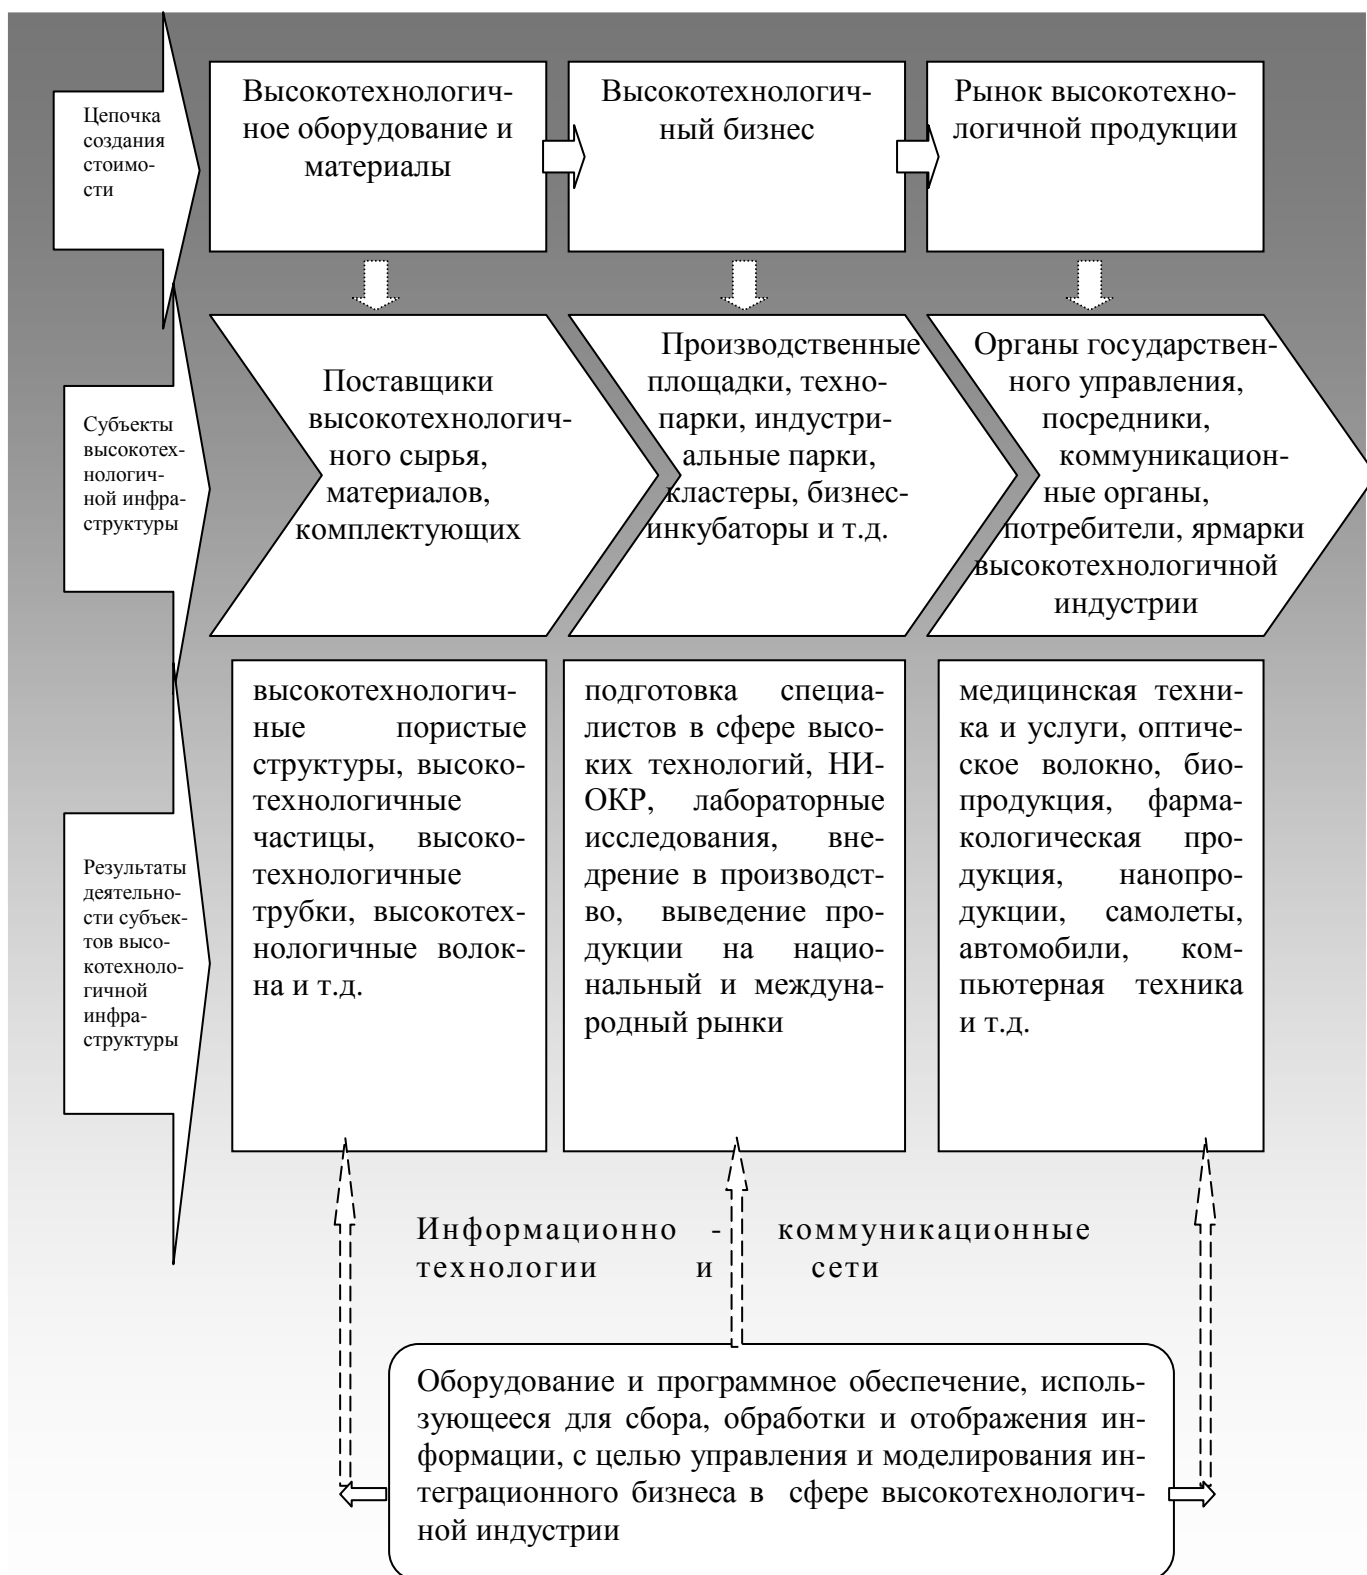 Цепочка
создания
стоимо-
сти
Высокотехнологич-
ное оборудование и
материалы
Высокотехнологич-
ный бизнес
Рынок высокотехно-
логичной продукции
Субъекты
высокотех-
нологич-
ной инфра-
структуры
Поставщики
высокотехнологич-
ного сырья,
материалов,
комплектующих
Производственные
площадки, техно-
парки, индустри-
альные парки,
кластеры, бизнес-
инкубаторы и т.д.
Органы государствен-
ного управления,
посредники,
коммуникацион-
ные органы,
потребители, ярмарки
высокотехнологичной
индустрии
Результаты
деятельно-
сти субъек-
тов высо-
котехноло-
гичной
инфра-
структуры
высокотехнологич-
ные пористые
структуры, высоко-
технологичные
частицы, высоко-
технологичные
трубки, высокотех-
нологичные волок-
на и т.д.
подготовка специа-
листов в сфере высо-
ких технологий, НИ-
ОКР, лабораторные
исследования, вне-
дрение в производст-
во, выведение про-
дукции на нацио-
нальный и междуна-
родный рынки
медицинская техни-
ка и услуги, оптиче-
ское волокно, био-
продукция, фарма-
кологическая про-
дукция, нанопро-
дукции, самолеты,
автомобили, ком-
пьютерная техника
и т.д.
Информационно - коммуникационные
технологии и сети
Оборудование и программное обеспечение, исполь-
зующееся для сбора, обработки и отображения ин-
формации, с целью управления и моделирования ин-
теграционного бизнеса в сфере высокотехнологич-
ной индустрии